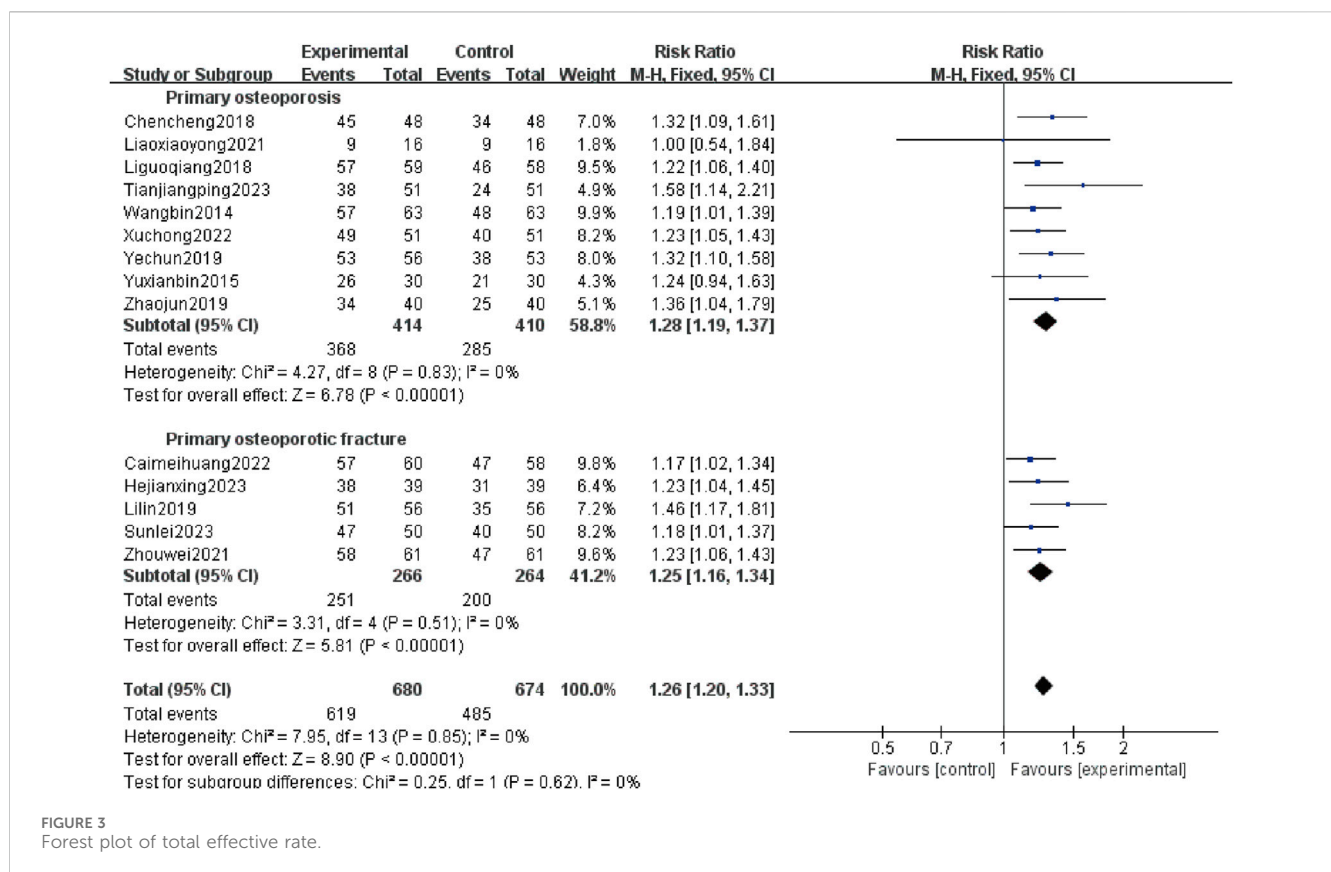 Experimental Control Risk Ratio Risk Ratio
Study or Subgroup Events Total Events Total Weight M-H, Fixed, 95% CI M-H, Fixed, 95% CI
Primary osteoporosis
Chencheng2018 45 48 34 48 7.0% 1.32 [1.09, 1.61]
Liaoxiaoyong2021 9 16 9 16 1.8% 1.00 [0.54, 1.84]
Liguoqiang2018 57 59 46 58 9.5% 1.22 [1.06, 1.40]
Tianjiangping2023 38 51 24 51 4.9% 1.58 [1.14, 2.21]
Wangbin2014 57 63 48 63 9.9% 1.19 [1.01, 1.39]
Xuchong2022 49 51 40 51 8.2% 1.23 [1.05, 1.43]
Yechun2019 53 56 38 53 8.0% 1.32 [1.10, 1.58]
Yuxianbin2015 26 30 21 30 4.3% 1.24 [0.94, 1.63]
Zhaojun2019 34 40 25 40 5.1% 1.36 [1.04, 1.79]
Subtotal (95% CI) 414 410 58.8% 1.28 [1.19, 1.37]
Total events 368 285
Heterogeneity: Chi² = 4.27, df = 8 (P = 0.83); I² = 0%
Test for overall effect: Z = 6.78 (P < 0.00001)
Primary osteoporotic fracture
Caimeihuang2022 57 60 47 58 9.8% 1.17 [1.02, 1.34]
Hejianxing2023 38 39 31 39 6.4% 1.23 [1.04, 1.45]
Lilin2019 51 56 35 56 7.2% 1.46 [1.17, 1.81]
Sunlei2023 47 50 40 50 8.2% 1.18 [1.01, 1.37]
Zhouwei2021 58 61 47 61 9.6% 1.23 [1.06, 1.43]
Subtotal (95% CI) 266 264 41.2% 1.25 [1.16, 1.34]
Total events 251 200
Heterogeneity: Chi² = 3.31, df = 4 (P = 0.51); I² = 0%
Test for overall effect: Z = 5.81 (P < 0.00001)
Total (95% CI) 680 674 100.0% 1.26 [1.20, 1.33]
Total events 619 485
Heterogeneity: Chi² = 7.95, df = 13 (P = 0.85); I² = 0%
Test for overall effect: Z = 8.90 (P < 0.00001)
Test for subgroup differences: Chi² = 0.25, df = 1 (P = 0.62), I² = 0%
0.5 0.7 1 1.5 2
Favours [control] Favours [experimental]
FIGURE 3
Forest plot of total effective rate.